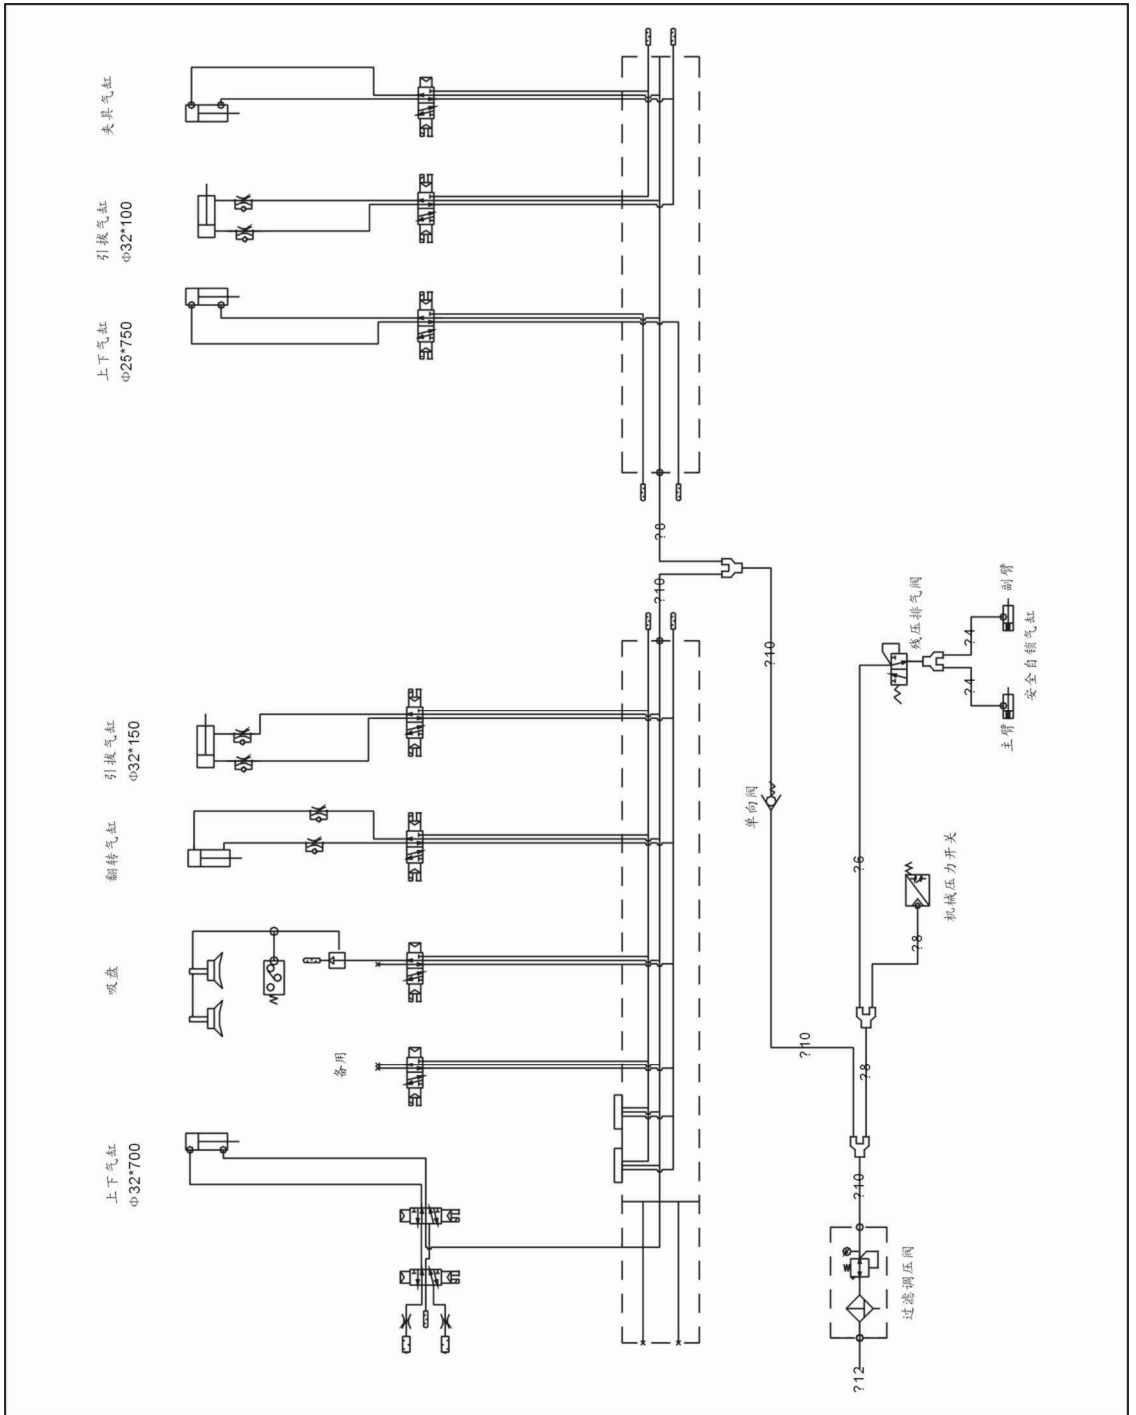 上下气缸
Φ32*700
备用
吸盘
翻转气缸
引拔气缸
Φ32*150
上下气缸
Φ25*750
引拔气缸
Φ32*100
夹具气缸
?10
?8
?10
单向阀
?10
?12
过滤调压阀
?10
?8
?8
机械压力开关
?6
残压排气阀
?4
?4
主臂
副臂
安全自锁气缸